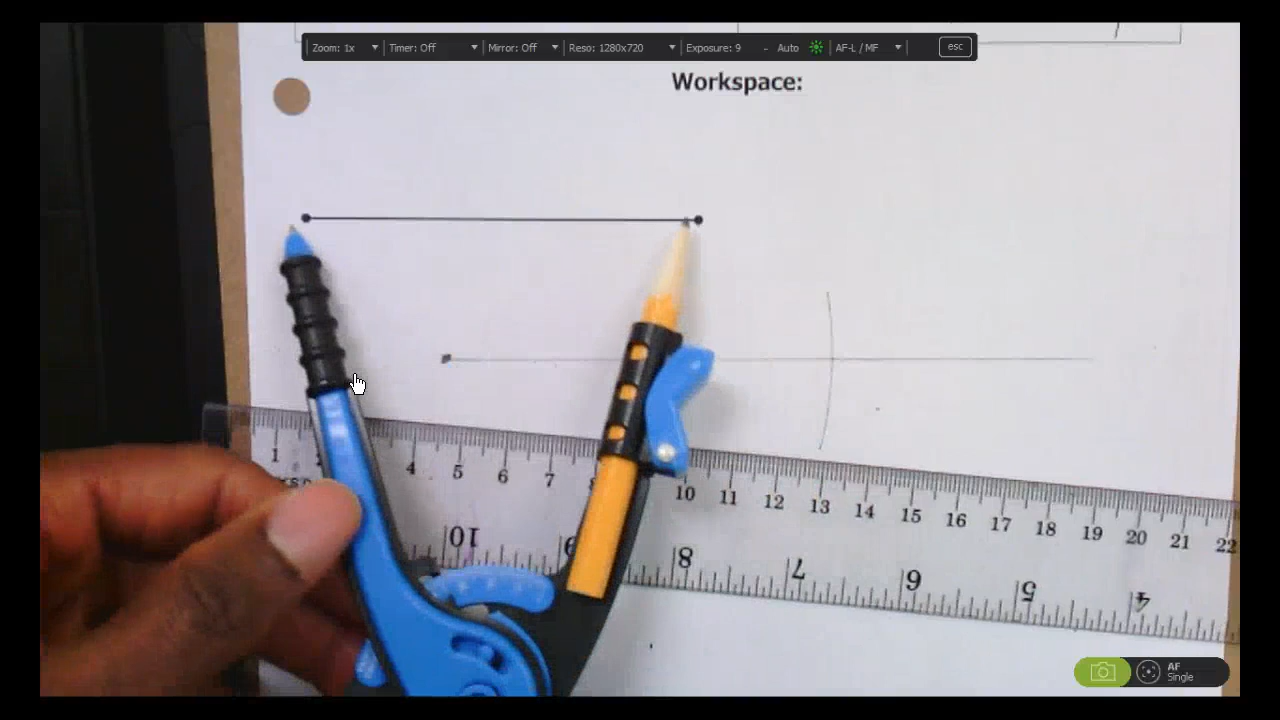 Zoom: 1x Timer: Off Mirror: Off Reso: 1280x720 Exposure: 9 - Auto AF-L / MF esc
Workspace:
1 4 5 6 7 10 11 12 13 14 15 16 17 18 19 20 21 22
10 9 8 7 6 5 4
AF
Single